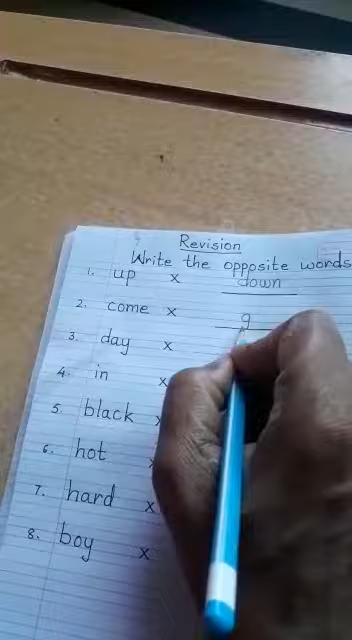 Revision
Write the opposite words
1. up x down
2. come x g
3. day x
4. in x
5. black x
6. hot x
7. hard x
8. boy x